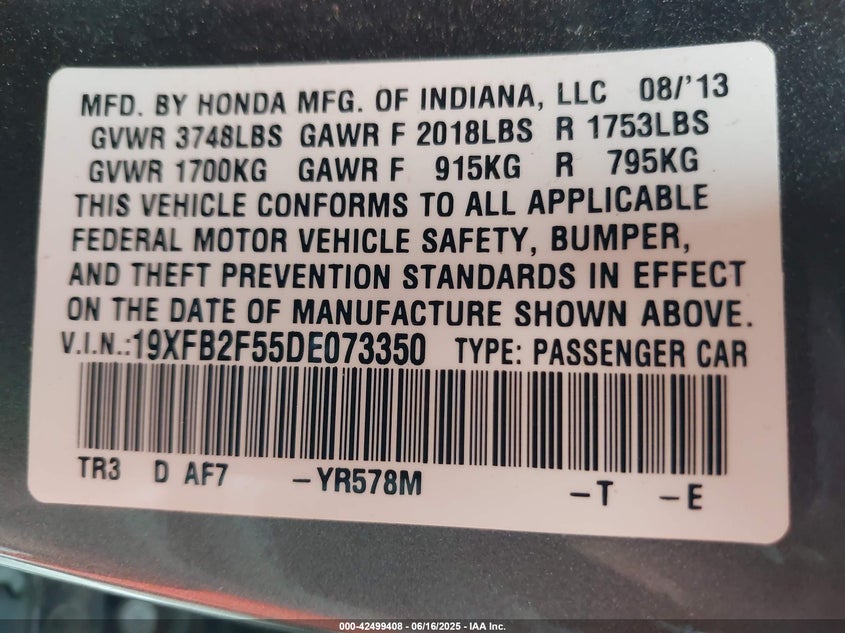 MFD. BY HONDA MFG. OF INDIANA, LLC 08/'13
GVWR 3748LBS GAWR F 2018LBS R 1753LBS
GVWR 1700KG GAWR F 915KG R 795KG
THIS VEHICLE CONFORMS TO ALL APPLICABLE
FEDERAL MOTOR VEHICLE SAFETY, BUMPER,
AND THEFT PREVENTION STANDARDS IN EFFECT
ON THE DATE OF MANUFACTURE SHOWN ABOVE.
V.I.N.:19XFB2F55DE073350 TYPE: PASSENGER CAR
TR3 D AF7 -YR578M -T -E
000-42499408 - 06/16/2025 - IAA Inc.